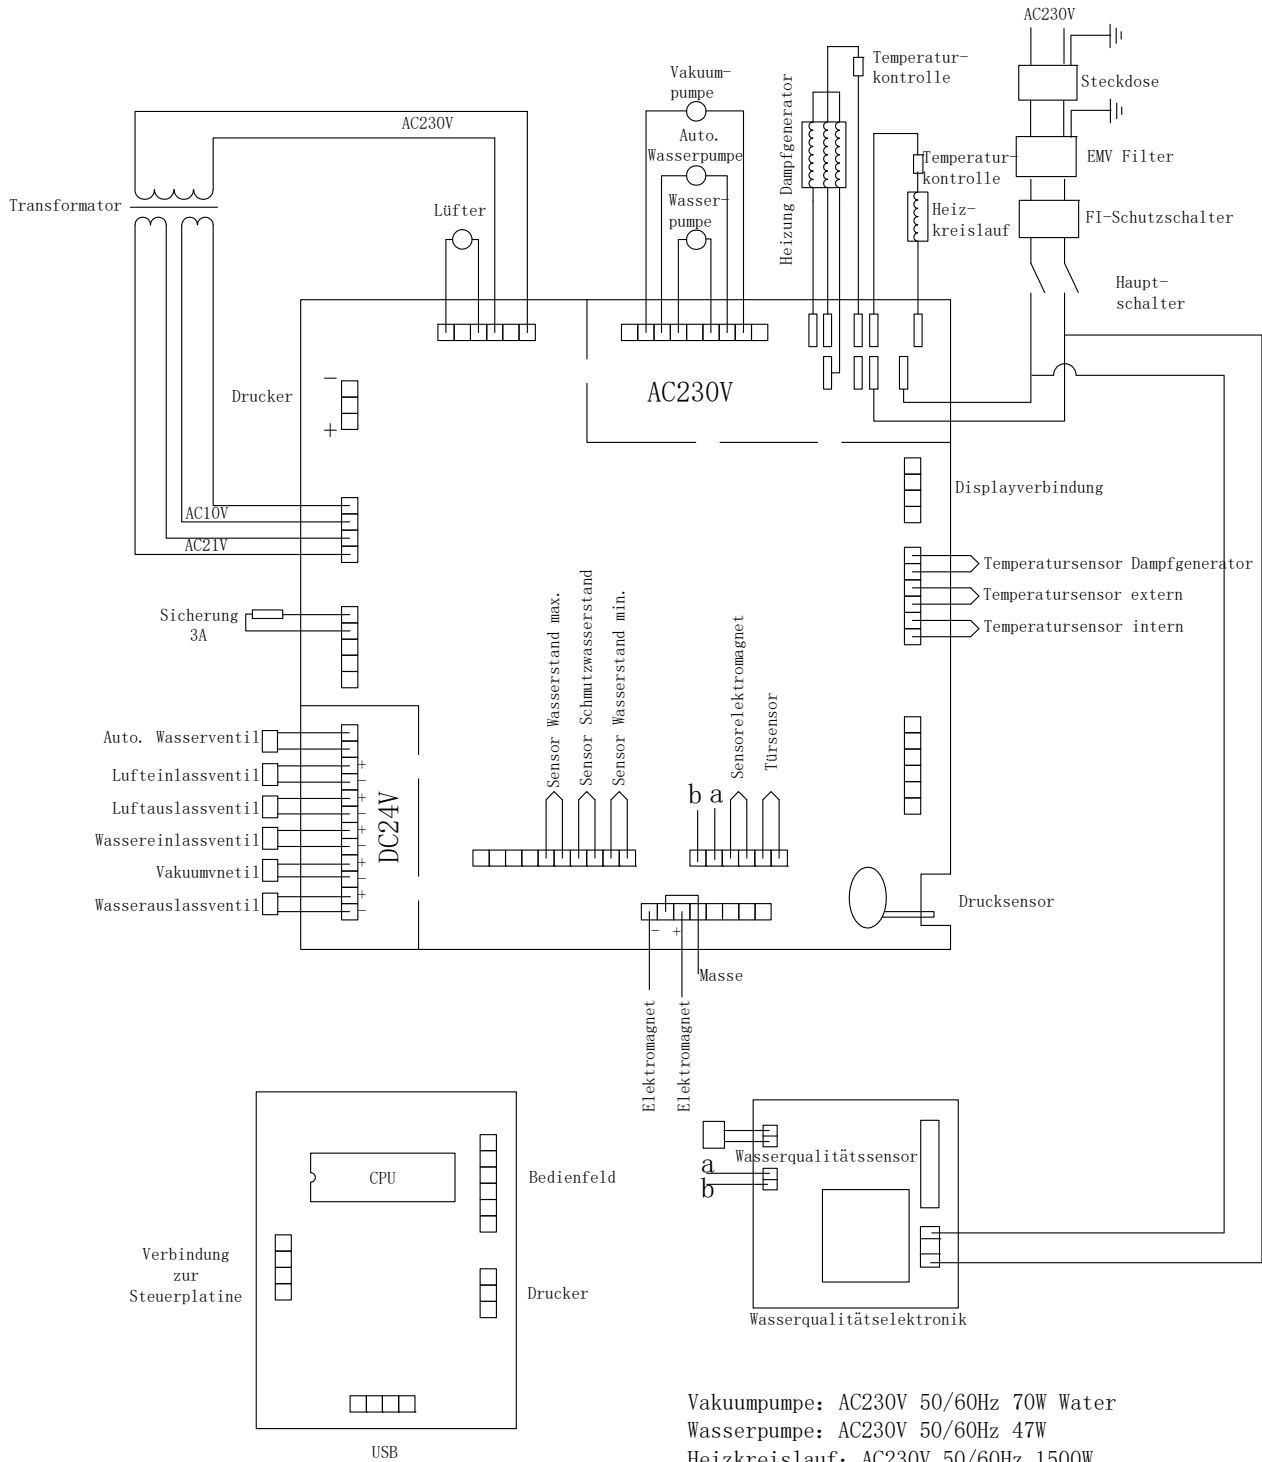 AC230V
Temperatur-
kontrolle
Steckdose
Vakuum-
pumpe
AC230V
Auto.
Wasserpumpe
Heizung Dampfgenerator
Temperatur-
kontrolle
EMV Filter
Transformator
Lüfter
Wasser-
pumpe
Heiz-
kreislauf
FI-Schutzschalter
Haupt-
schalter
−
Drucker
+
AC230V
Displayverbindung
AC10V
AC21V
Temperatursensor Dampfgenerator
Temperatursensor extern
Temperatursensor intern
Sicherung
3A
Sensor Wasserstand max.
Sensor Schmutzwasserstand
Sensor Wasserstand min.
Sensorelektromagnet
Türsensor
b a
Auto. Wasserventil
Lufteinlassventil
+
−
Luftauslassventil
+
−
Wassereinlassventil
+
−
Vakuumvnetil
+
−
Wasserauslassventil
+
−
DC24V
Drucksensor
− +
Masse
Elektromagnet
Elektromagnet
Wasserqualitätssensor
a
b
CPU
Bedienfeld
Verbindung
zur
Steuerplatine
Drucker
Wasserqualitätselektronik
USB
Vakuumpumpe: AC230V 50/60Hz 70W Water
Wasserpumpe: AC230V 50/60Hz 47W
Heizkreislauf: AC230V 50/60Hz 1500W